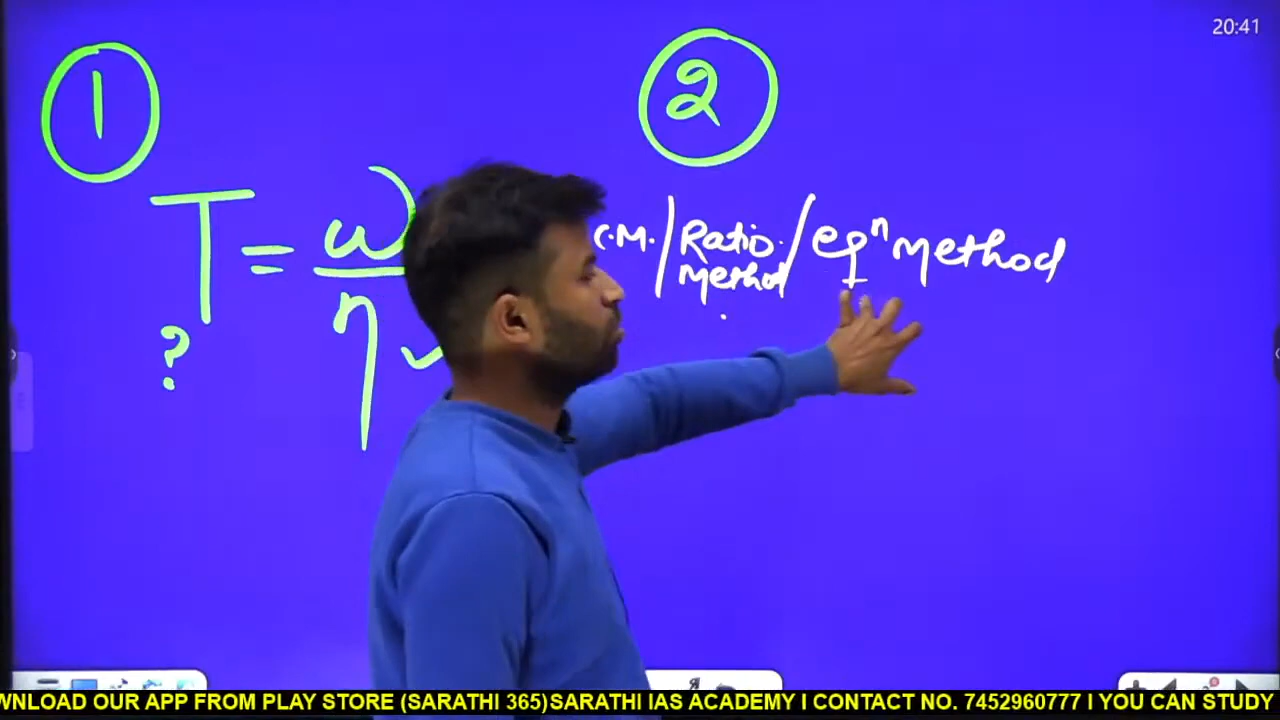 20:41
1
2
T = ω / η
?
C.M. / Ratio / eqn method
Method
WNLOAD OUR APP FROM PLAY STORE (SARATHI 365)SARATHI IAS ACADEMY I CONTACT NO. 7452960777 I YOU CAN STUDY